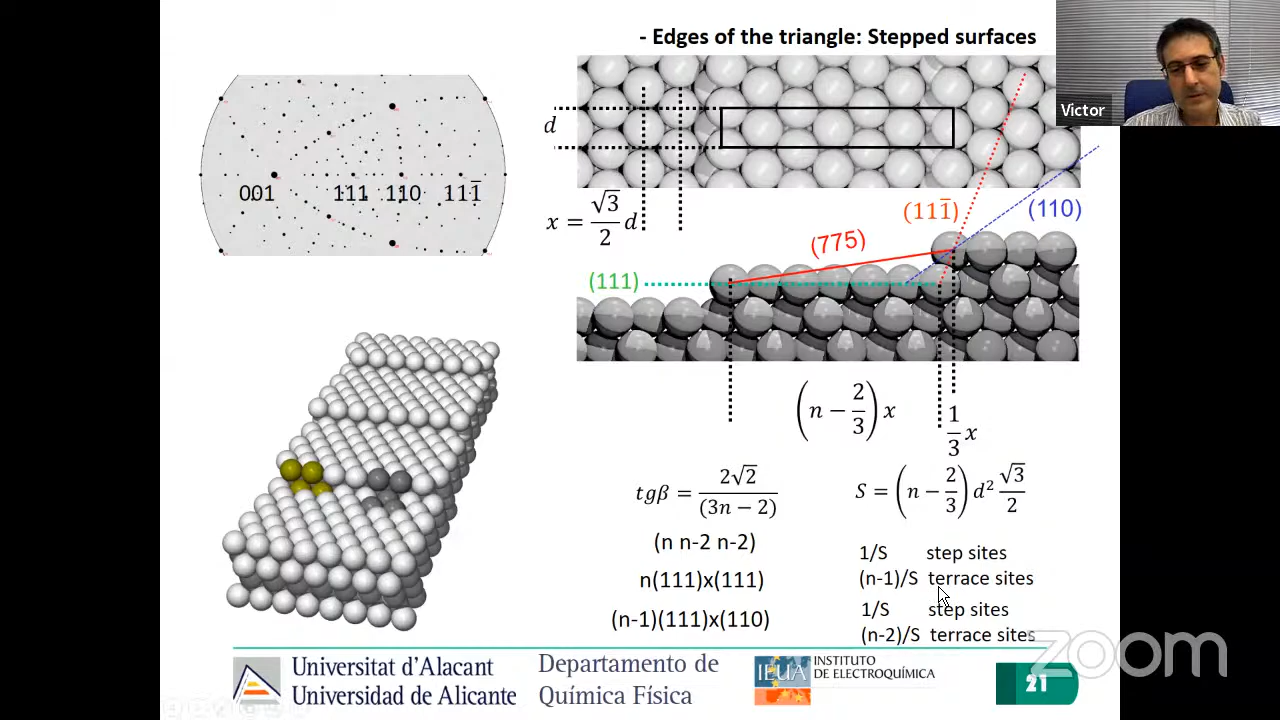 - Edges of the triangle: Stepped surfaces
Victor
001 111 110 111̅
d
x = √3/2 d
(111)
(775)
(111̅)
(110)
(n − 2/3)x
1/3 x
tgβ = 2√2/(3n − 2)
S = (n − 2/3) d² √3/2
(n n-2 n-2)
n(111)x(111)
(n-1)(111)x(110)
1/S step sites
(n-1)/S terrace sites
1/S step sites
(n-2)/S terrace sites
Universitat d'Alacant
Universidad de Alicante
Departamento de
Química Física
IEUA
INSTITUTO
DE ELECTROQUÍMICA
21
zoom